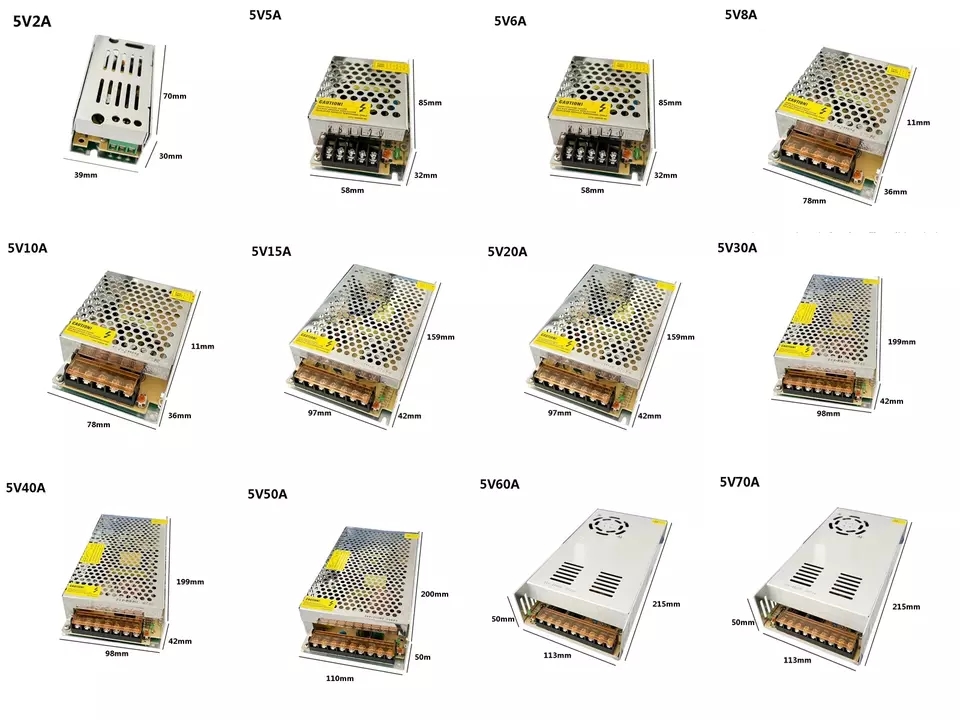 5V2A
5V5A
5V6A
5V8A
70mm
30mm
39mm
CAUTION!
85mm
32mm
58mm
CAUTION!
85mm
32mm
58mm
CAUTION!
11mm
36mm
78mm
5V10A
5V15A
5V20A
5V30A
CAUTION!
11mm
36mm
78mm
159mm
42mm
97mm
159mm
42mm
97mm
199mm
42mm
98mm
5V40A
5V50A
5V60A
5V70A
199mm
42mm
98mm
200mm
50m
110mm
215mm
50mm
113mm
215mm
50mm
113mm